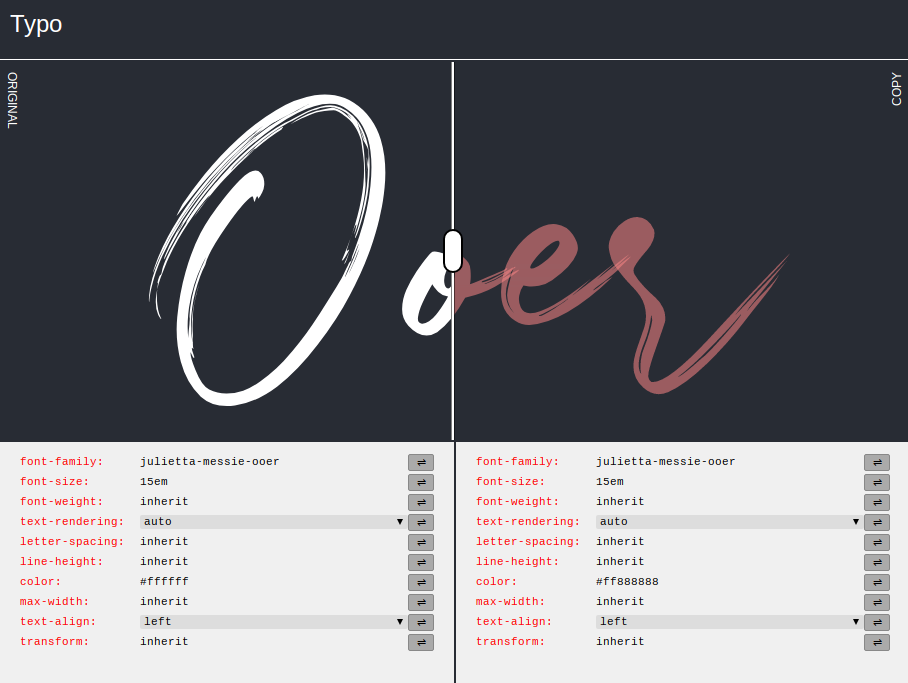 Typo
ORIGINAL
COPY
Ooer
font-family: julietta-messie-ooer ⇌
font-size: 15em ⇌
font-weight: inherit ⇌
text-rendering: auto ▼ ⇌
letter-spacing: inherit ⇌
line-height: inherit ⇌
color: #ffffff ⇌
max-width: inherit ⇌
text-align: left ▼ ⇌
transform: inherit ⇌
font-family: julietta-messie-ooer ⇌
font-size: 15em ⇌
font-weight: inherit ⇌
text-rendering: auto ▼ ⇌
letter-spacing: inherit ⇌
line-height: inherit ⇌
color: #ff888888 ⇌
max-width: inherit ⇌
text-align: left ▼ ⇌
transform: inherit ⇌